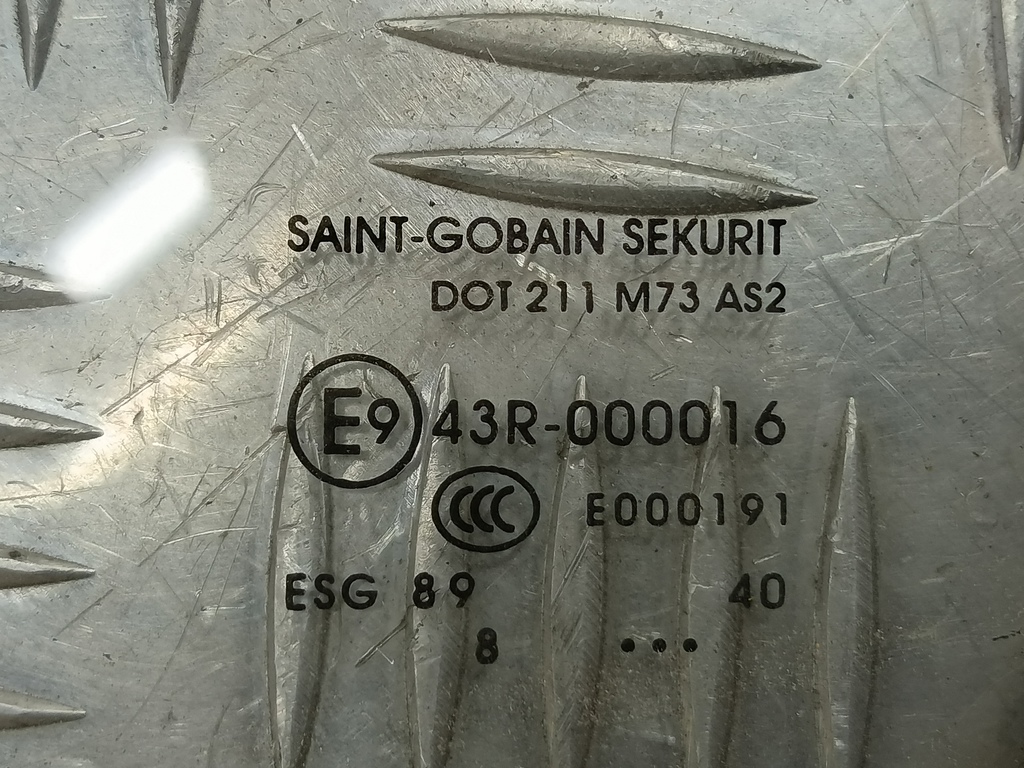 SAINT-GOBAIN SEKURIT
DOT 211 M73 AS2
E9 43R-000016
CCC E000191
ESG 89 40
8 •••